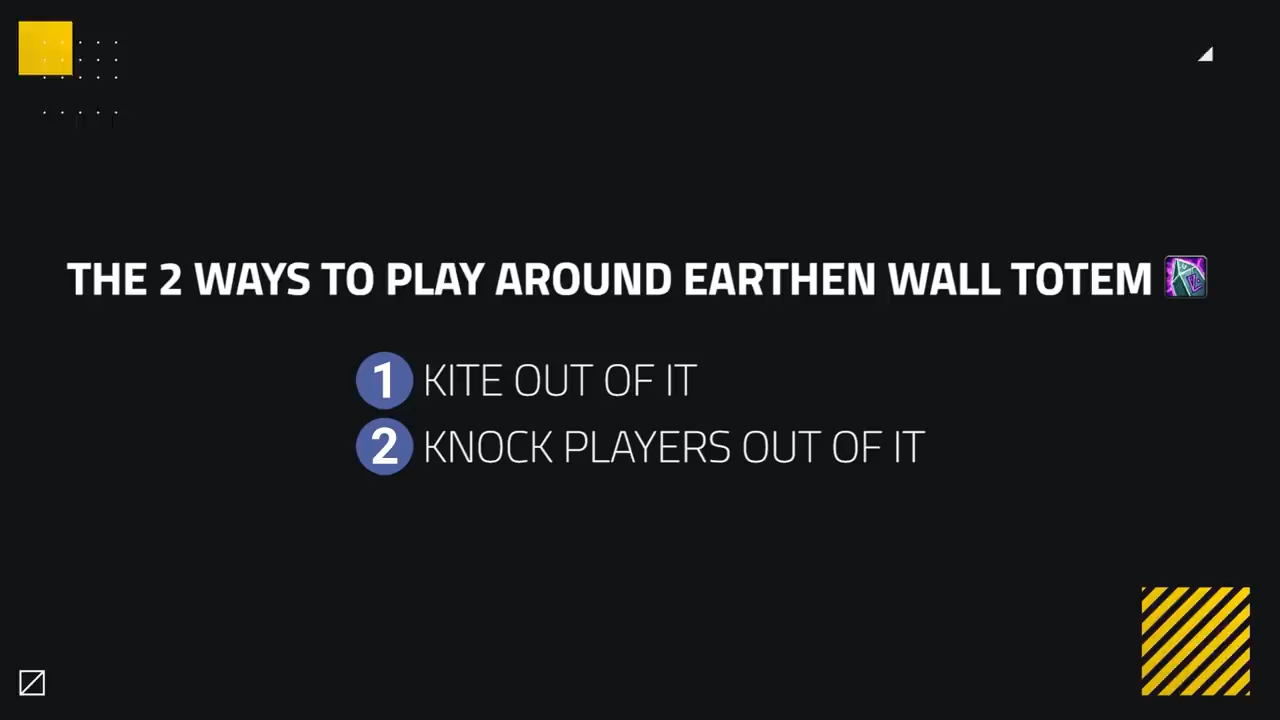 THE 2 WAYS TO PLAY AROUND EARTHEN WALL TOTEM
1 KITE OUT OF IT
2 KNOCK PLAYERS OUT OF IT